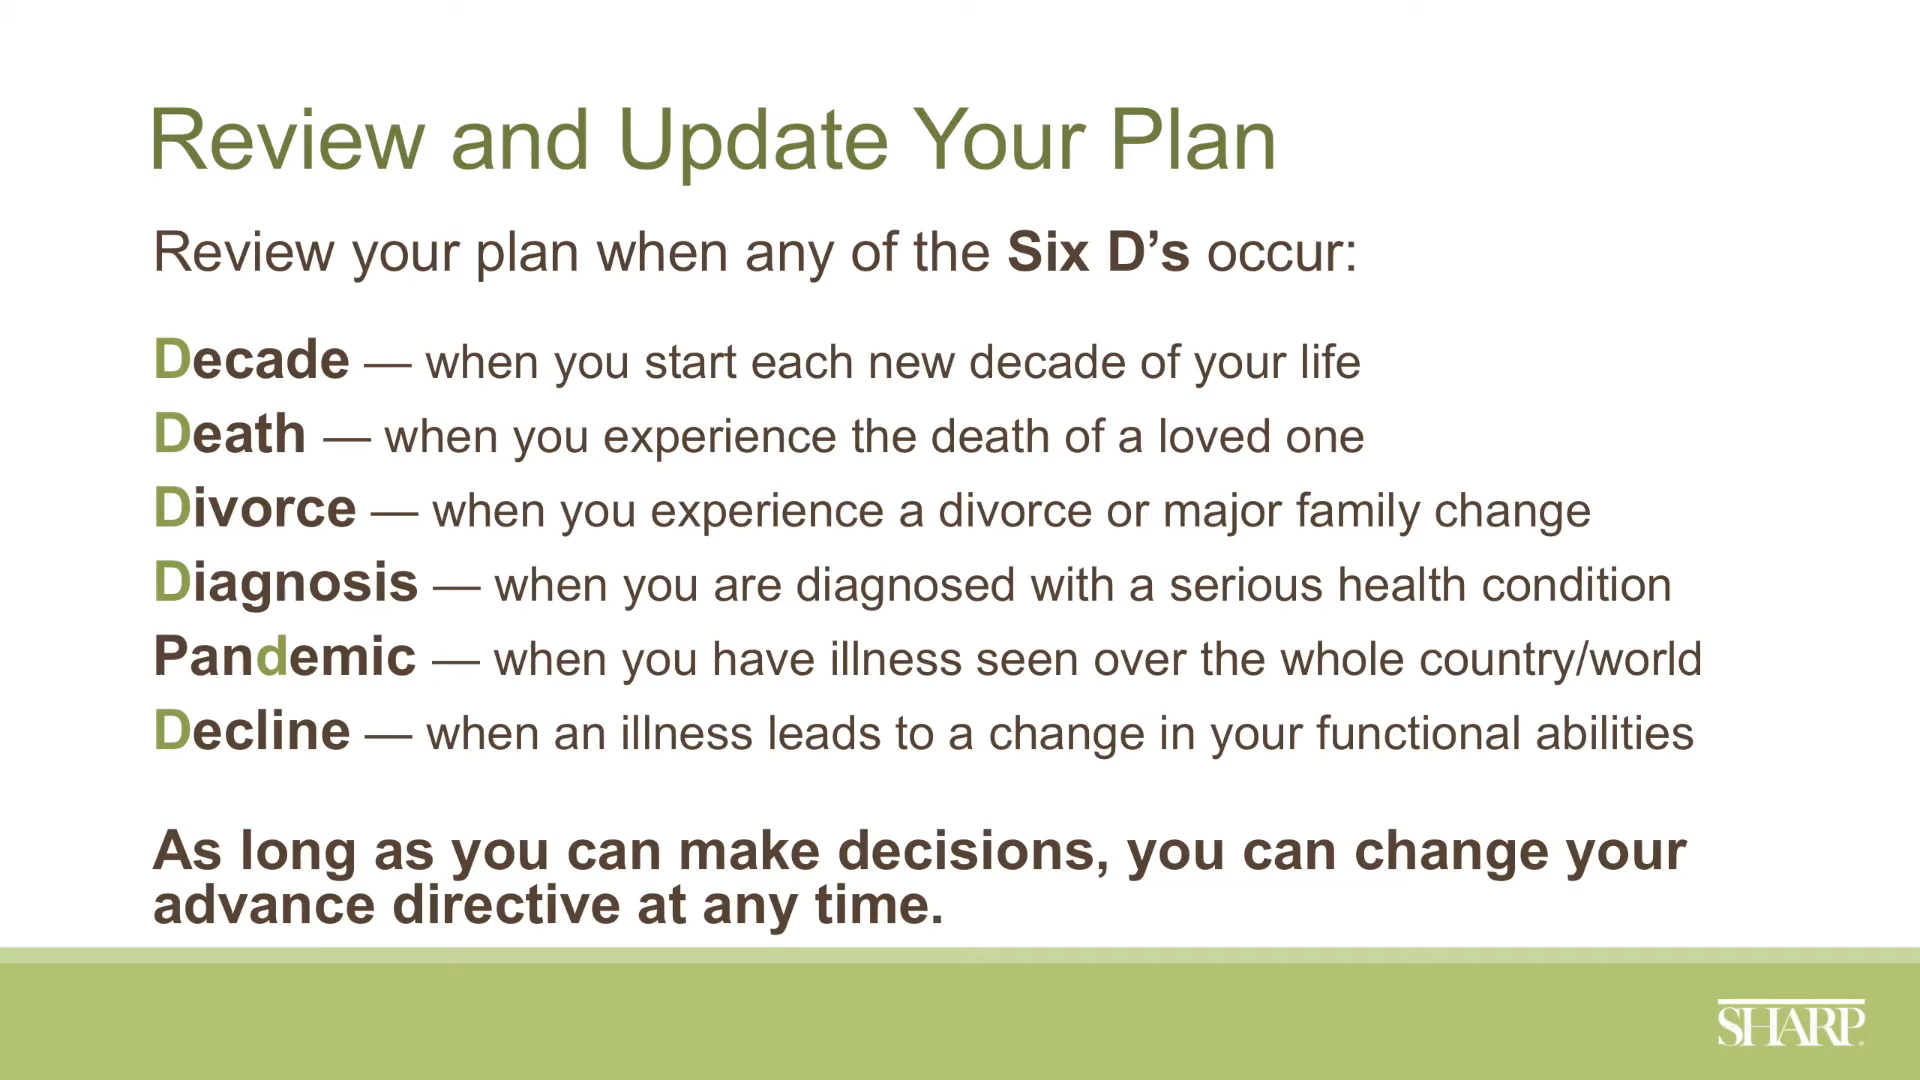 Review and Update Your Plan
Review your plan when any of the Six D’s occur:
Decade — when you start each new decade of your life
Death — when you experience the death of a loved one
Divorce — when you experience a divorce or major family change
Diagnosis — when you are diagnosed with a serious health condition
Pandemic — when you have illness seen over the whole country/world
Decline — when an illness leads to a change in your functional abilities
As long as you can make decisions, you can change your
advance directive at any time.
SHARP